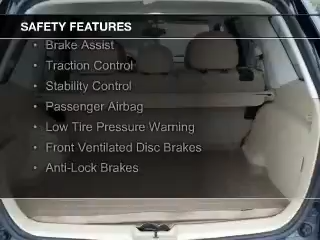 SAFETY FEATURES
• Brake Assist
• Traction Control
• Stability Control
• Passenger Airbag
• Low Tire Pressure Warning
• Front Ventilated Disc Brakes
• Anti-Lock Brakes